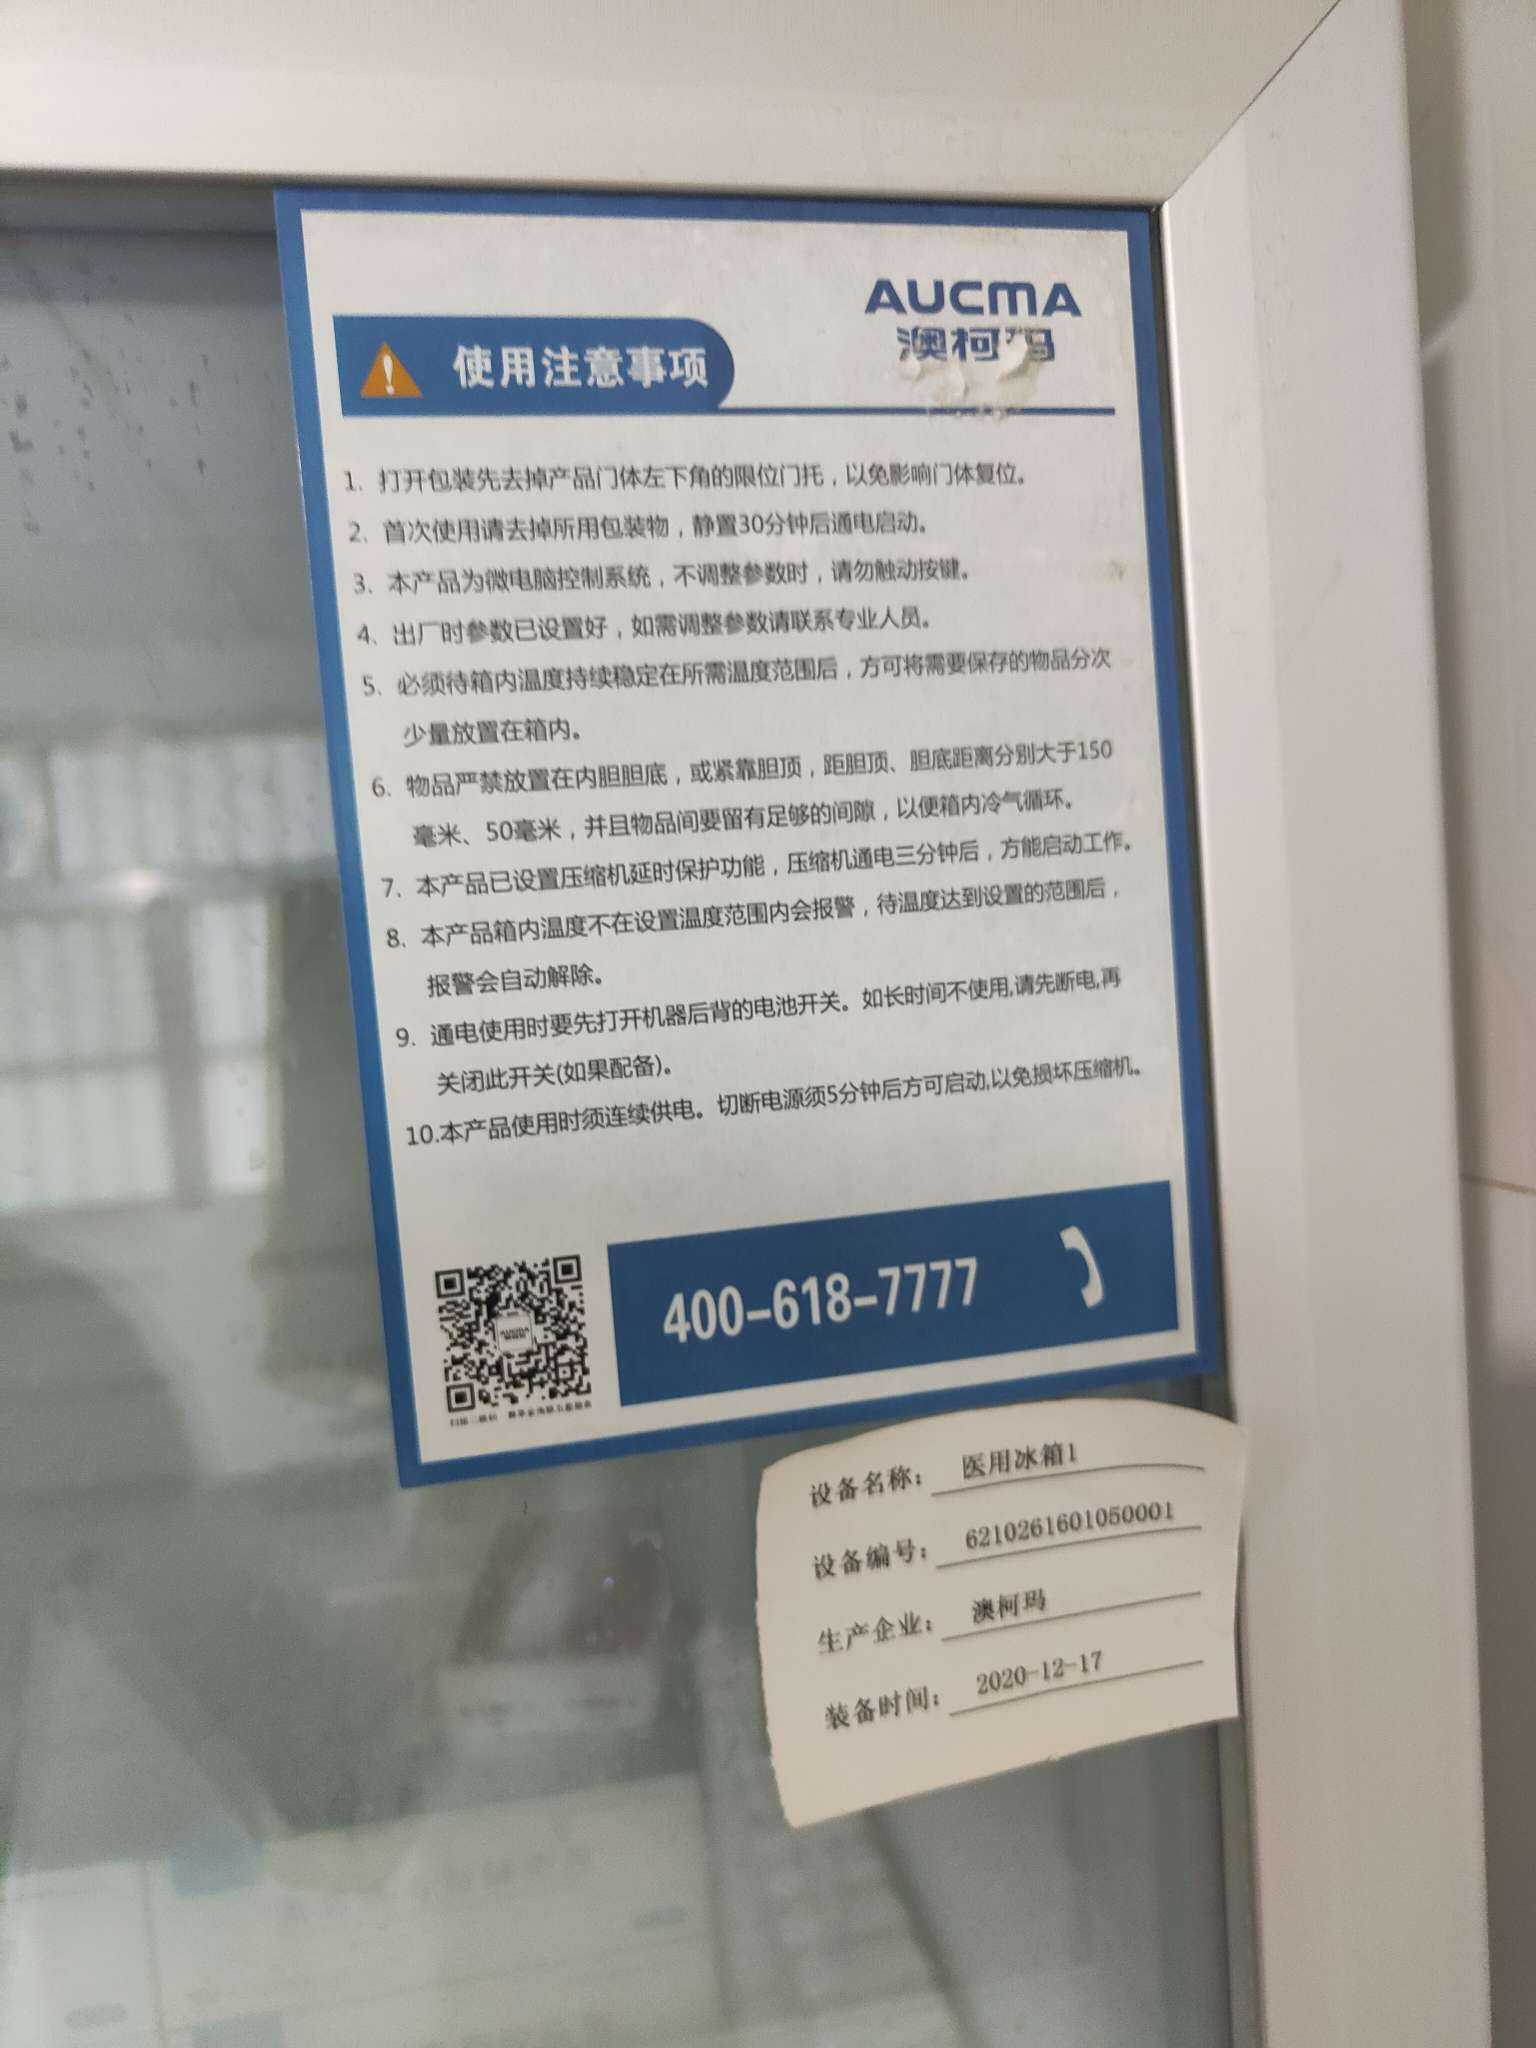 AUCMA
澳柯玛
使用注意事项
1、打开包装先去掉产品门体左下角的限位门托，以免影响门体复位。
2、首次使用请去掉所用包装物，静置30分钟后通电启动。
3、本产品为微电脑控制系统，不调整参数时，请勿触动按键。
4、出厂时参数已设置好，如需调整参数请联系专业人员。
5、必须待箱内温度持续稳定在所需温度范围后，方可将需要保存的物品分次
少量放置在箱内。
6、物品严禁放置在内胆胆底，或紧靠胆顶，距胆顶、胆底距离分别大于150
毫米、50毫米，并且物品间要留有足够的间隙，以便箱内冷气循环。
7、本产品已设置压缩机延时保护功能，压缩机通电三分钟后，方能启动工作。
8、本产品箱内温度不在设置温度范围内会报警，待温度达到设置的范围后，
报警会自动解除。
9、通电使用时要先打开机器后背的电池开关。如长时间不使用,请先断电,再
关闭此开关(如果配备)。
10.本产品使用时须连续供电。切断电源须5分钟后方可启动,以免损坏压缩机。
400-618-7777
设备名称：医用冰箱1
设备编号：6210261601050001
生产企业：澳柯玛
装备时间：2020-12-17